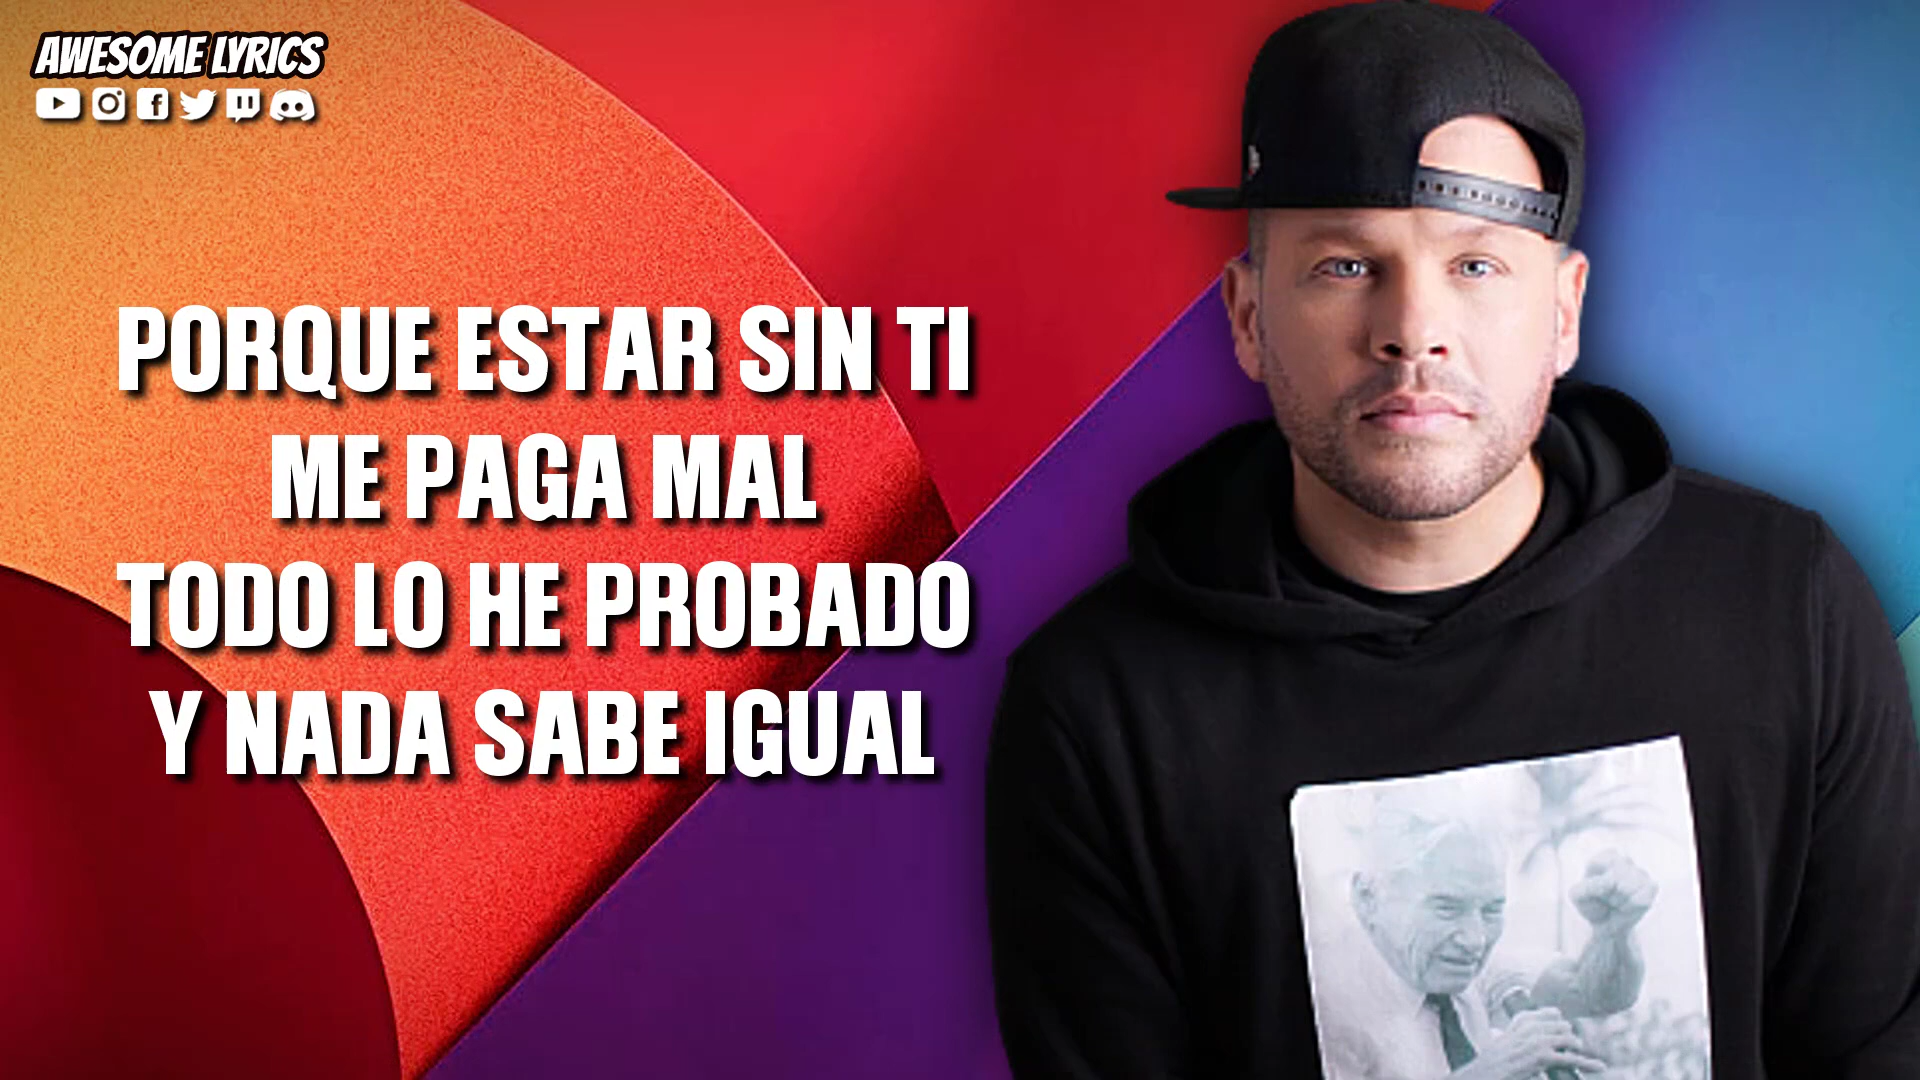 AWESOME LYRICS
PORQUE ESTAR SIN TI
ME PAGA MAL
TODO LO HE PROBADO
Y NADA SABE IGUAL